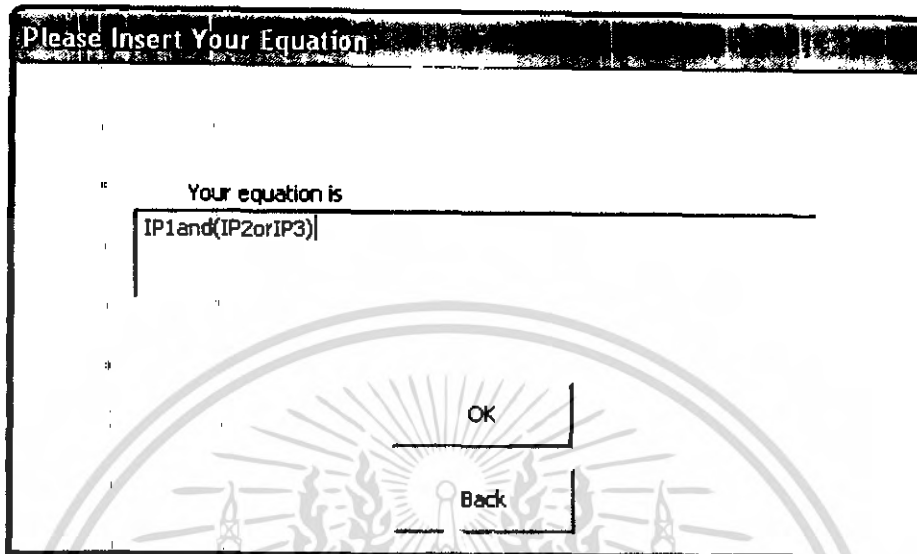 Please Insert Your Equation
Your equation is
IP1and(IP2orIP3)
OK
Back